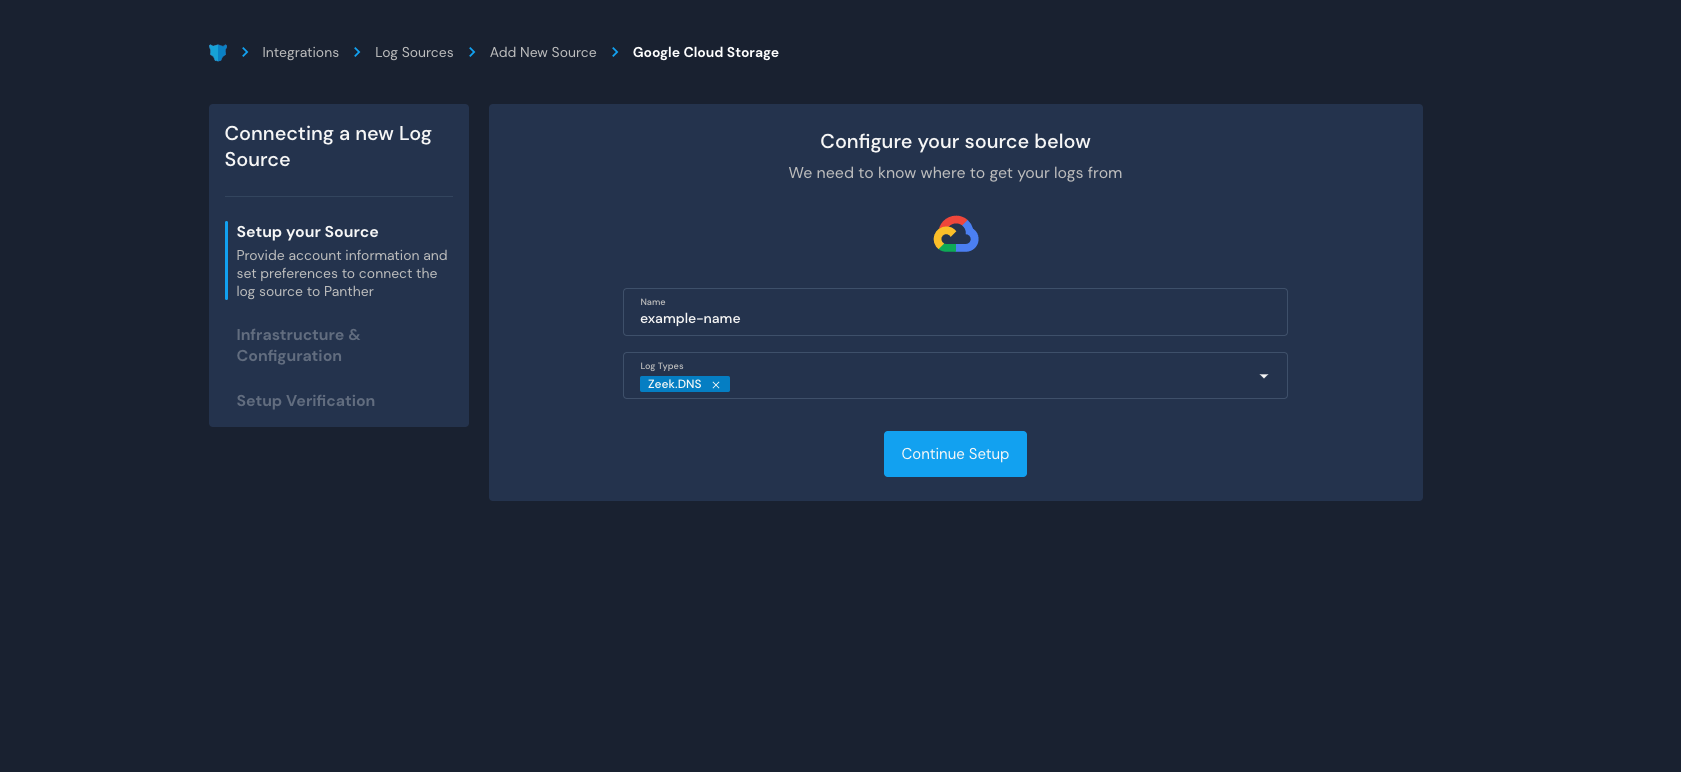 Integrations
Log Sources
Add New Source
Google Cloud Storage
Connecting a new Log
Source
Setup your Source
Provide account information and
set preferences to connect the
log source to Panther
Infrastructure &
Configuration
Setup Verification
Configure your source below
We need to know where to get your logs from
Name
example-name
Log Types
Zeek.DNS
Continue Setup